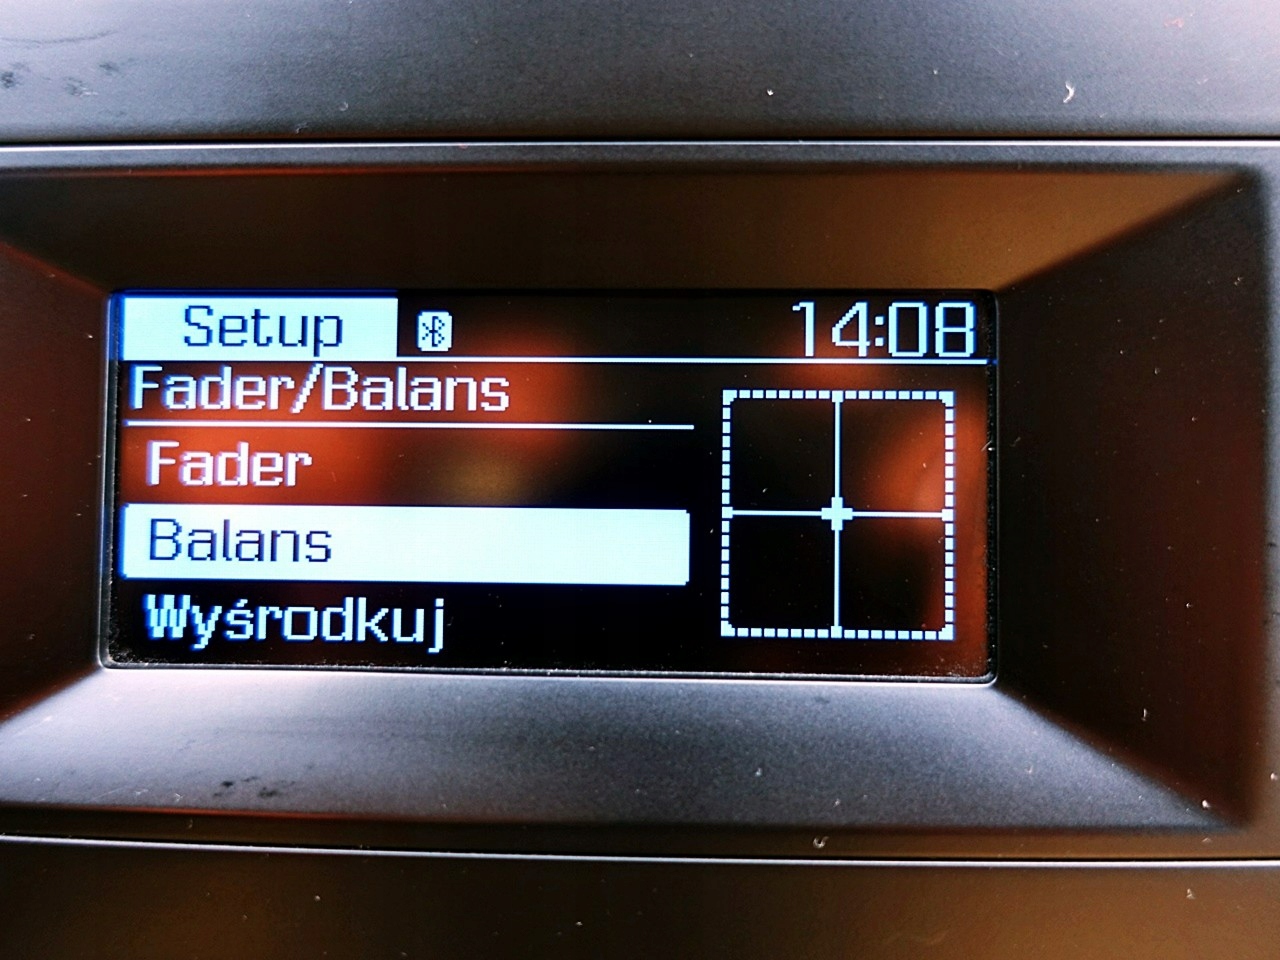 Setup 14:08
Fader/Balans
Fader
Balans
Wyśrodkuj